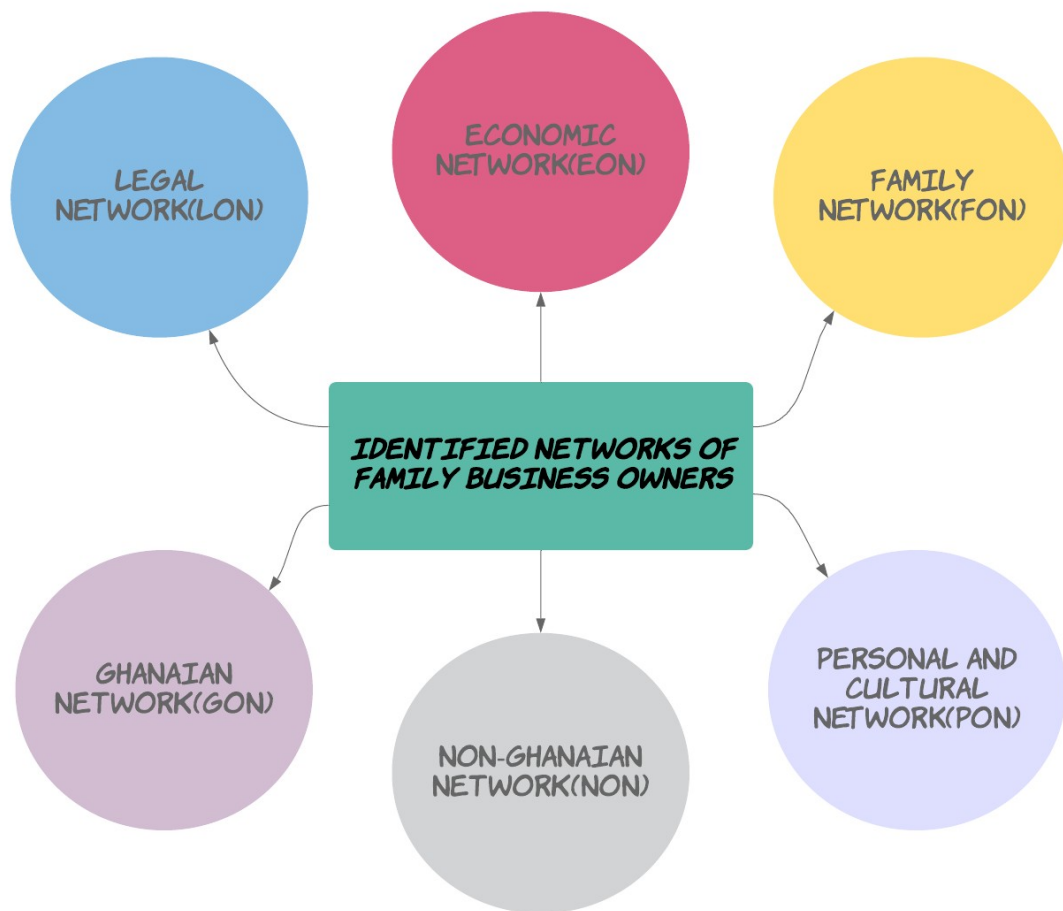 LEGAL
NETWORK(LON)
ECONOMIC
NETWORK(EON)
FAMILY
NETWORK(FON)
IDENTIFIED NETWORKS OF
FAMILY BUSINESS OWNERS
GHANAIAN
NETWORK(GON)
NON-GHANAIAN
NETWORK(NON)
PERSONAL AND
CULTURAL
NETWORK(PON)